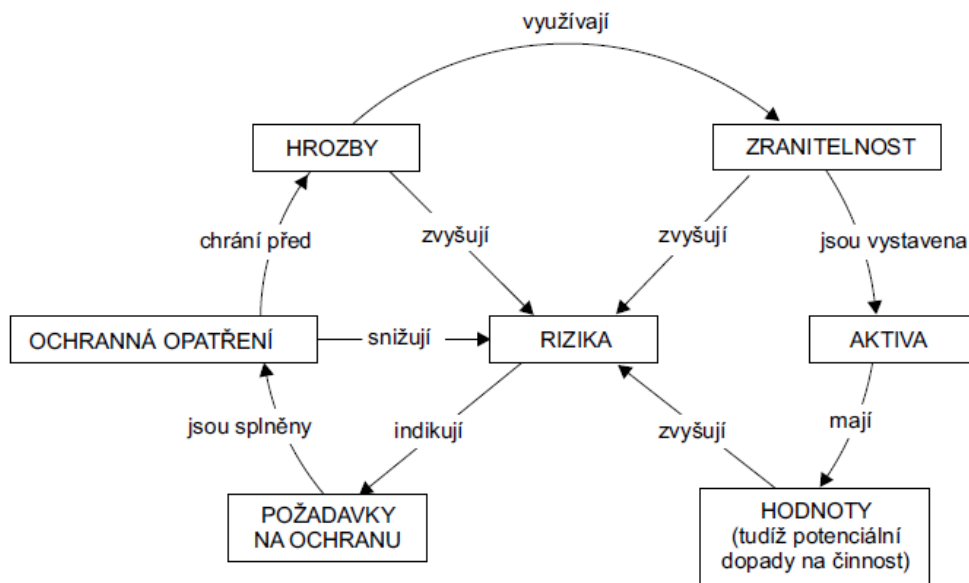 využívají
HROZBY
ZRANITELNOST
chrání před
zvyšují
zvyšují
jsou vystavena
OCHRANNÁ OPATŘENÍ
snižují
RIZIKA
AKTIVA
jsou splněny
indikují
zvyšují
mají
POŽADAVKY
NA OCHRANU
HODNOTY
(tudíž potenciální
dopady na činnost)